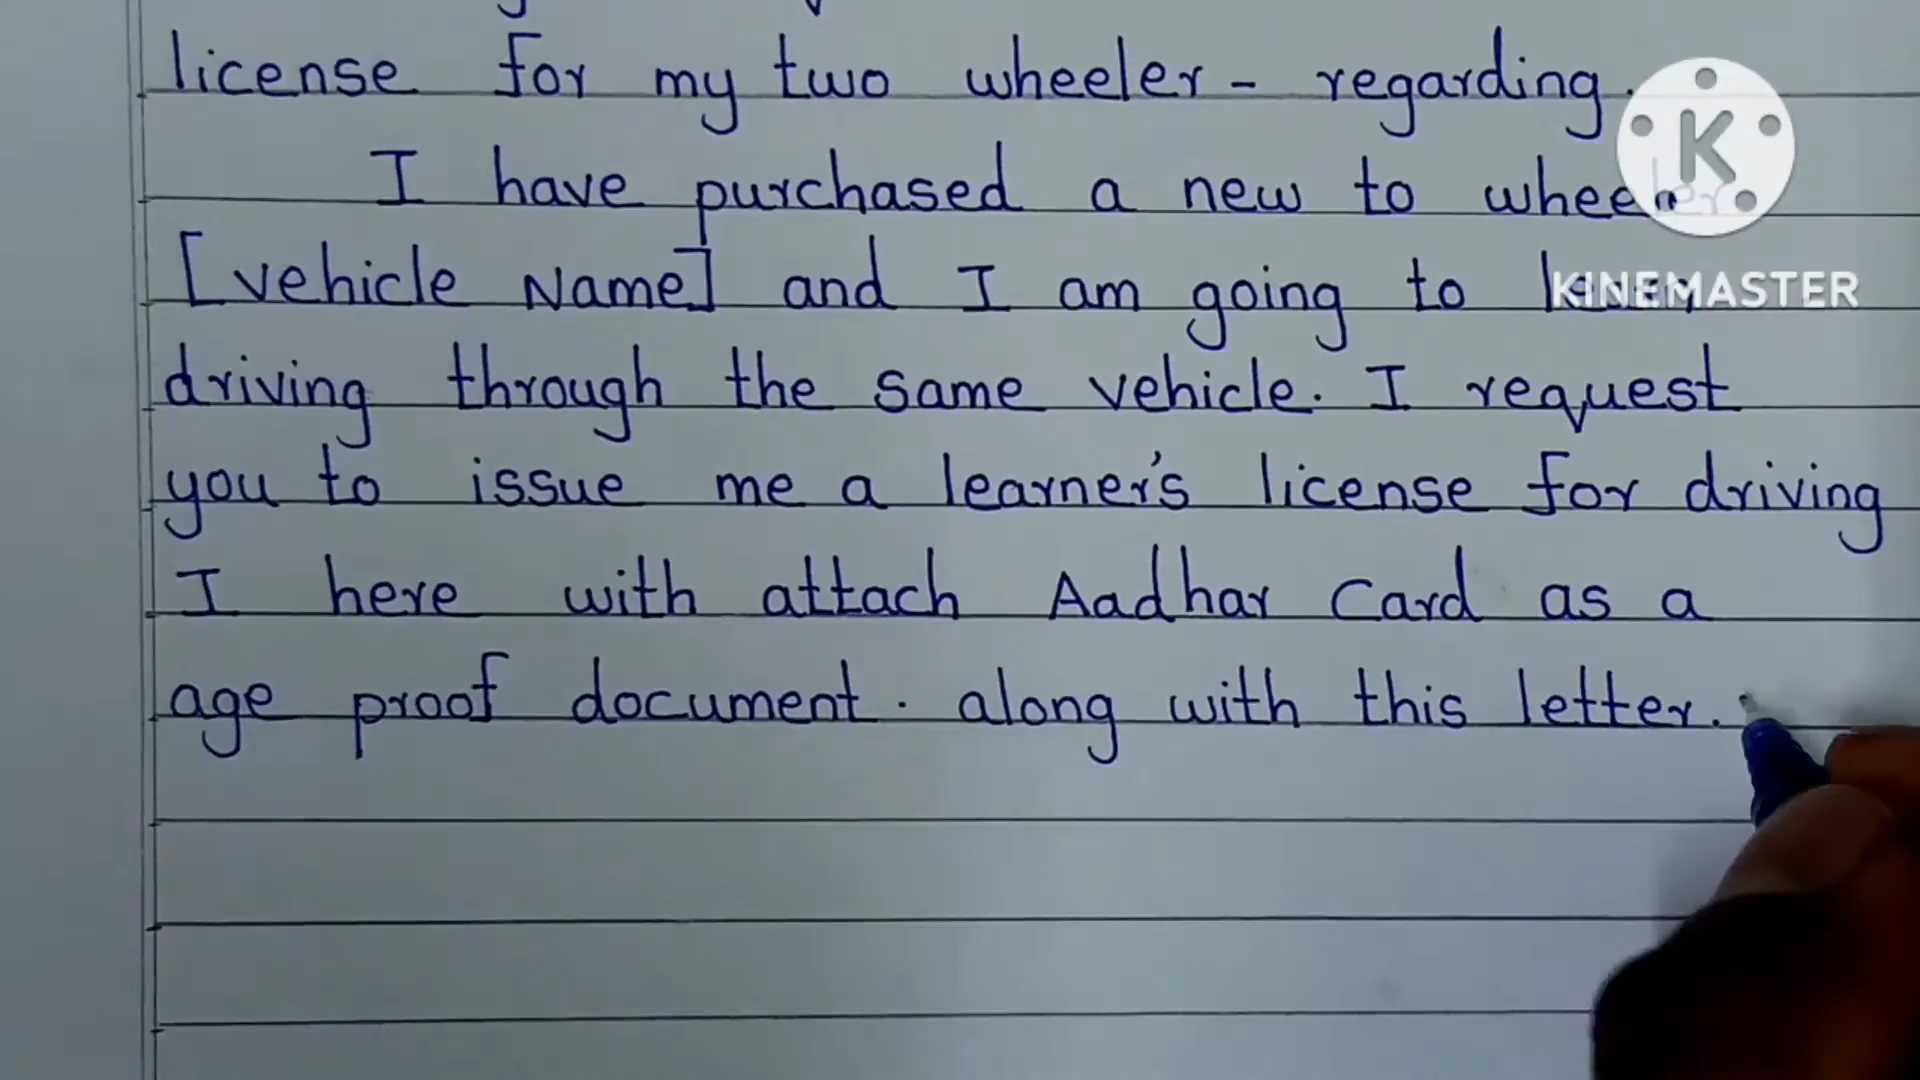 license for my two wheeler - regarding.
I have purchased a new to wheeler
[vehicle Name] and I am going to learn
driving through the same vehicle. I request
you to issue me a learner's license for driving
I here with attach Aadhar Card as a
age proof document. along with this letter.
K
KINEMASTER